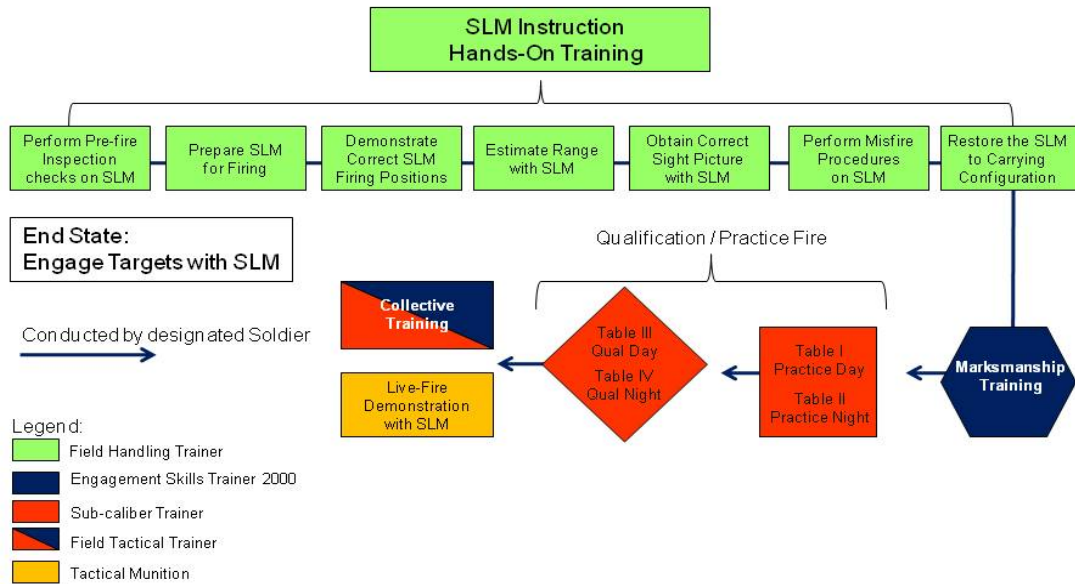 SLM Instruction
Hands-On Training
Perform Pre-fire
Inspection
checks on SLM
Prepare SLM
for Firing
Demonstrate
Correct SLM
Firing Positions
Estimate Range
with SLM
Obtain Correct
Sight Picture
with SLM
Perform Misfire
Procedures
on SLM
Restore the SLM
to Carrying
Configuration
End State:
Engage Targets with SLM
Qualification / Practice Fire
Conducted by designated Soldier
Collective
Training
Live-Fire
Demonstration
with SLM
Table III
Qual Day
Table IV
Qual Night
Table I
Practice Day
Table II
Practice Night
Marksmanship
Training
Legend:
Field Handling Trainer
Engagement Skills Trainer 2000
Sub-caliber Trainer
Field Tactical Trainer
Tactical Munition